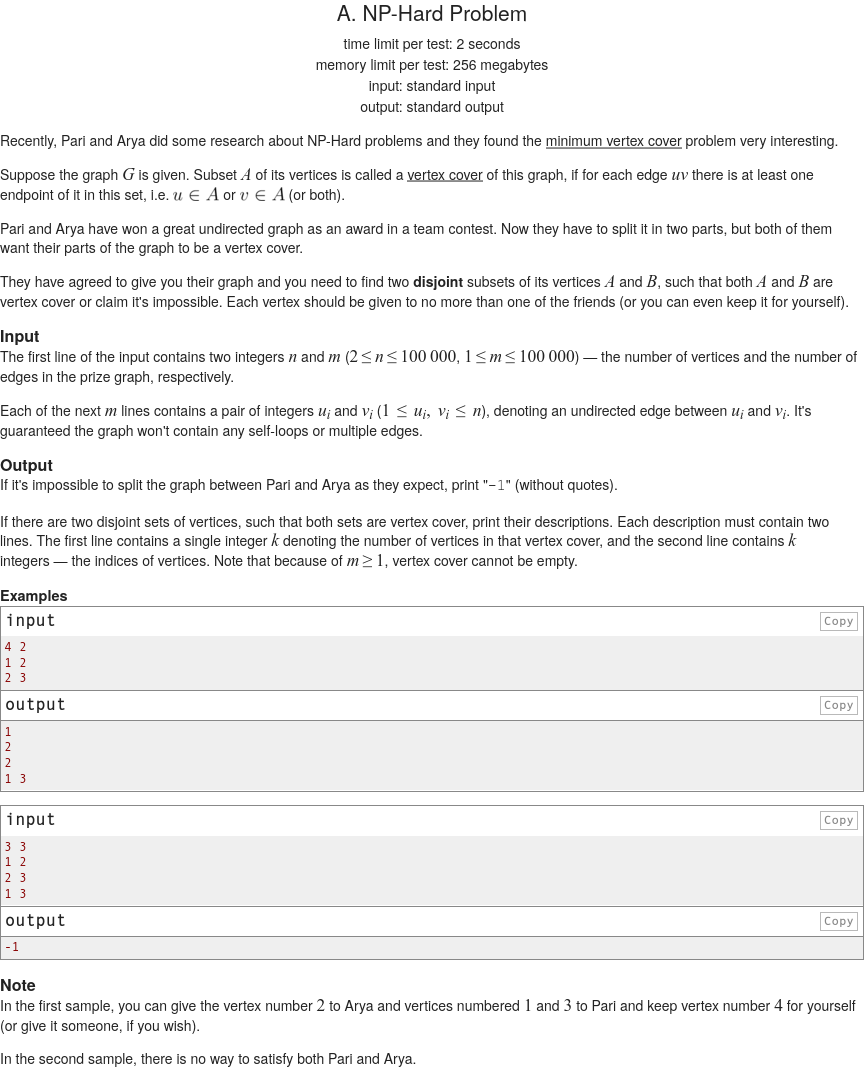 A. NP-Hard Problem
time limit per test: 2 seconds
memory limit per test: 256 megabytes
input: standard input
output: standard output
Recently, Pari and Arya did some research about NP-Hard problems and they found the minimum vertex cover problem very interesting.
Suppose the graph G is given. Subset A of its vertices is called a vertex cover of this graph, if for each edge uv there is at least one
endpoint of it in this set, i.e. u ∈ A or v ∈ A (or both).
Pari and Arya have won a great undirected graph as an award in a team contest. Now they have to split it in two parts, but both of them
want their parts of the graph to be a vertex cover.
They have agreed to give you their graph and you need to find two disjoint subsets of its vertices A and B, such that both A and B are
vertex cover or claim it's impossible. Each vertex should be given to no more than one of the friends (or you can even keep it for yourself).
Input
The first line of the input contains two integers n and m (2 ≤ n ≤ 100 000, 1 ≤ m ≤ 100 000) — the number of vertices and the number of
edges in the prize graph, respectively.
Each of the next m lines contains a pair of integers u_i and v_i (1 ≤ u_i, v_i ≤ n), denoting an undirected edge between u_i and v_i. It's
guaranteed the graph won't contain any self-loops or multiple edges.
Output
If it's impossible to split the graph between Pari and Arya as they expect, print "-1" (without quotes).
If there are two disjoint sets of vertices, such that both sets are vertex cover, print their descriptions. Each description must contain two
lines. The first line contains a single integer k denoting the number of vertices in that vertex cover, and the second line contains k
integers — the indices of vertices. Note that because of m ≥ 1, vertex cover cannot be empty.
Examples
input Copy
4 2
1 2
2 3
output Copy
1
2
2
1 3
input Copy
3 3
1 2
2 3
1 3
output Copy
-1
Note
In the first sample, you can give the vertex number 2 to Arya and vertices numbered 1 and 3 to Pari and keep vertex number 4 for yourself
(or give it someone, if you wish).
In the second sample, there is no way to satisfy both Pari and Arya.